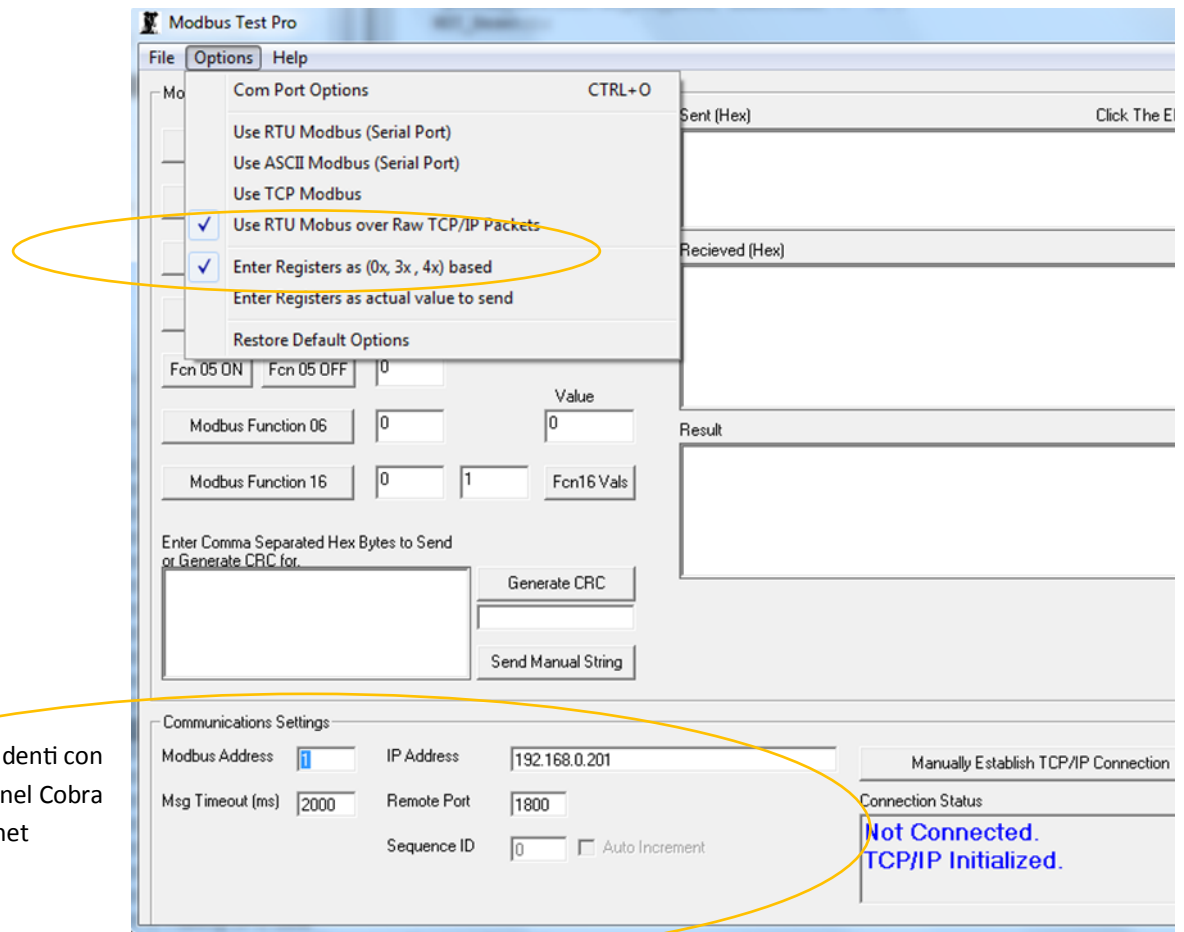 Modbus Test Pro
File Options Help
Mo
Com Port Options CTRL+O
Use RTU Modbus (Serial Port)
Use ASCII Modbus (Serial Port)
Use TCP Modbus
Use RTU Mobus over Raw TCP/IP Packets
Enter Registers as (0x, 3x , 4x) based
Enter Registers as actual value to send
Restore Default Options
Sent (Hex) Click The El
Recieved (Hex)
Fcn 05 ON Fcn 05 OFF 0
Value
Modbus Function 06 0 0
Result
Modbus Function 16 0 1 Fcn16 Vals
Enter Comma Separated Hex Bytes to Send
or Generate CRC for.
Generate CRC
Send Manual String
Communications Settings
Modbus Address 1 IP Address 192.168.0.201 Manually Establish TCP/IP Connection
Msg Timeout (ms) 2000 Remote Port 1800 Connection Status
Sequence ID 0 Auto Increment
Not Connected.
TCP/IP Initialized.
denti con
nel Cobra
net